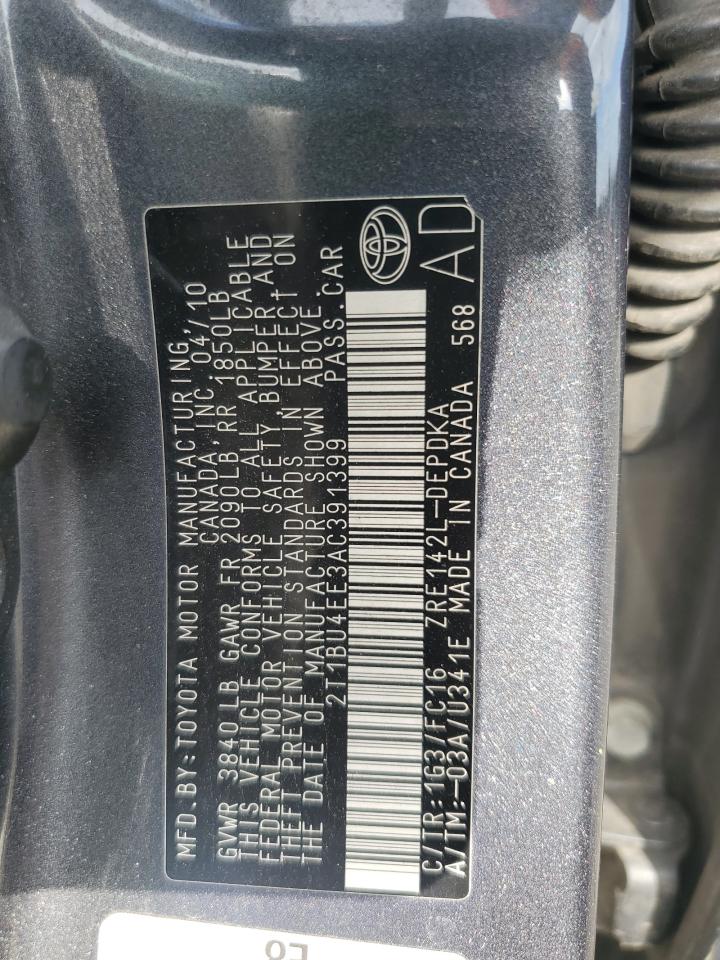 MFD.BY:TOYOTA MOTOR MANUFACTURING,
CANADA, INC. 04/10
GVWR 3840LB GAWR FR 2090LB RR 1850LB
THIS VEHICLE CONFORMS TO ALL APPLICABLE
FEDERAL MOTOR VEHICLE SAFETY, BUMPER, AND
THEFT PREVENTION STANDARDS IN EFFECT ON
THE DATE OF MANUFACTURE SHOWN ABOVE.
2T1BU4EE3AC391399 PASS.CAR
C/TR:1G3/FC16 ZRE142L-DEPDKA
A/TM:-03A/U341E MADE IN CANADA 568
AD